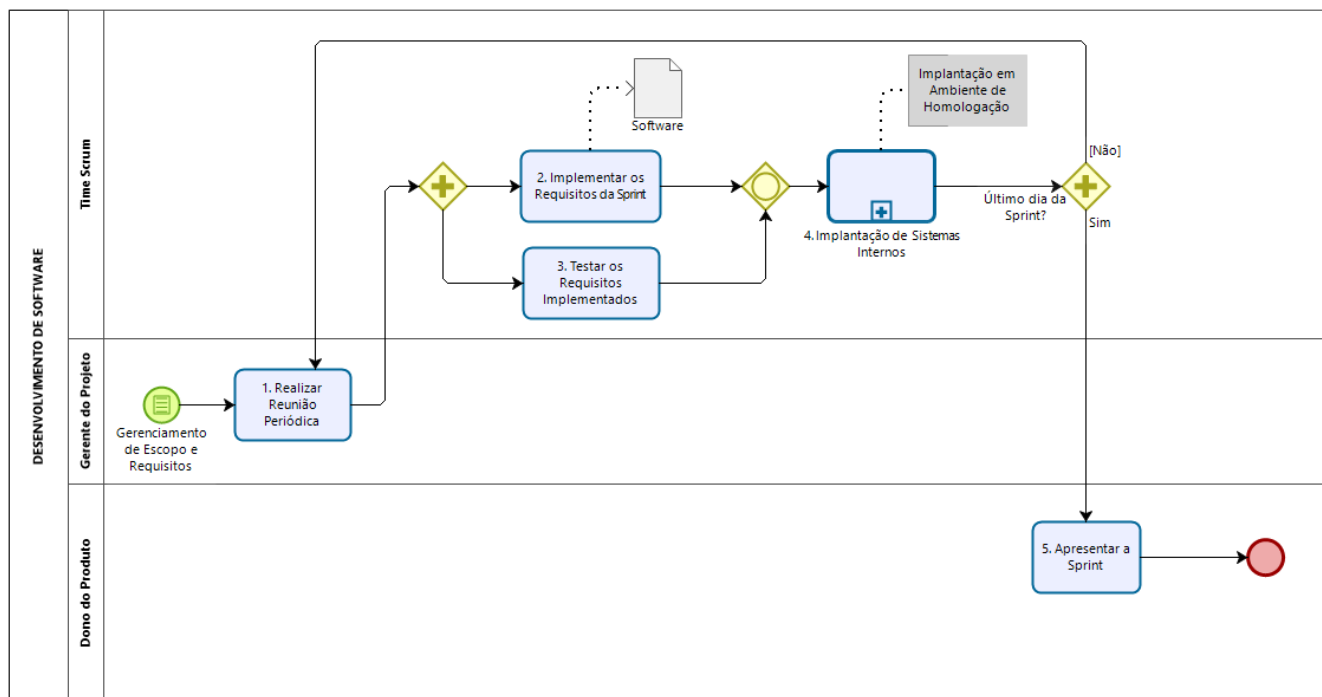 DESENVOLVIMENTO DE SOFTWARE
Time Scrum
Software
Implantação em
Ambiente de
Homologação
2. Implementar os
Requisitos da Sprint
3. Testar os
Requisitos
Implementados
4. Implantação de Sistemas
Internos
Último dia da
Sprint?
[Não]
Sim
Gerente do Projeto
Gerenciamento
de Escopo e
Requisitos
1. Realizar
Reunião
Periódica
Dono do Produto
5. Apresentar a
Sprint